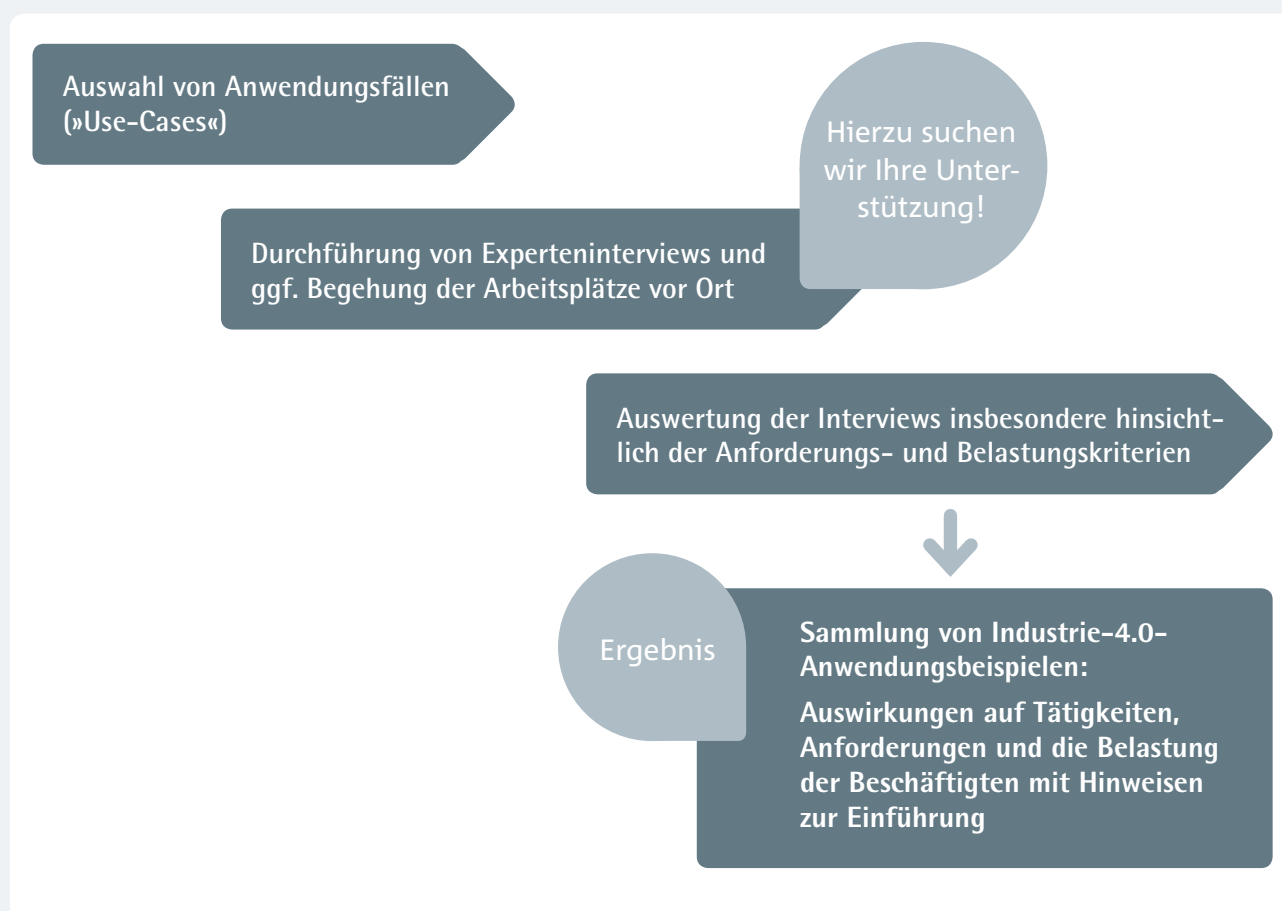 Auswahl von Anwendungsfällen
(»Use-Cases«)
Hierzu suchen
wir Ihre Unter-
stützung!
Durchführung von Experteninterviews und
ggf. Begehung der Arbeitsplätze vor Ort
Auswertung der Interviews insbesondere hinsicht-
lich der Anforderungs- und Belastungskriterien
Ergebnis
Sammlung von Industrie-4.0-
Anwendungsbeispielen:
Auswirkungen auf Tätigkeiten,
Anforderungen und die Belastung
der Beschäftigten mit Hinweisen
zur Einführung